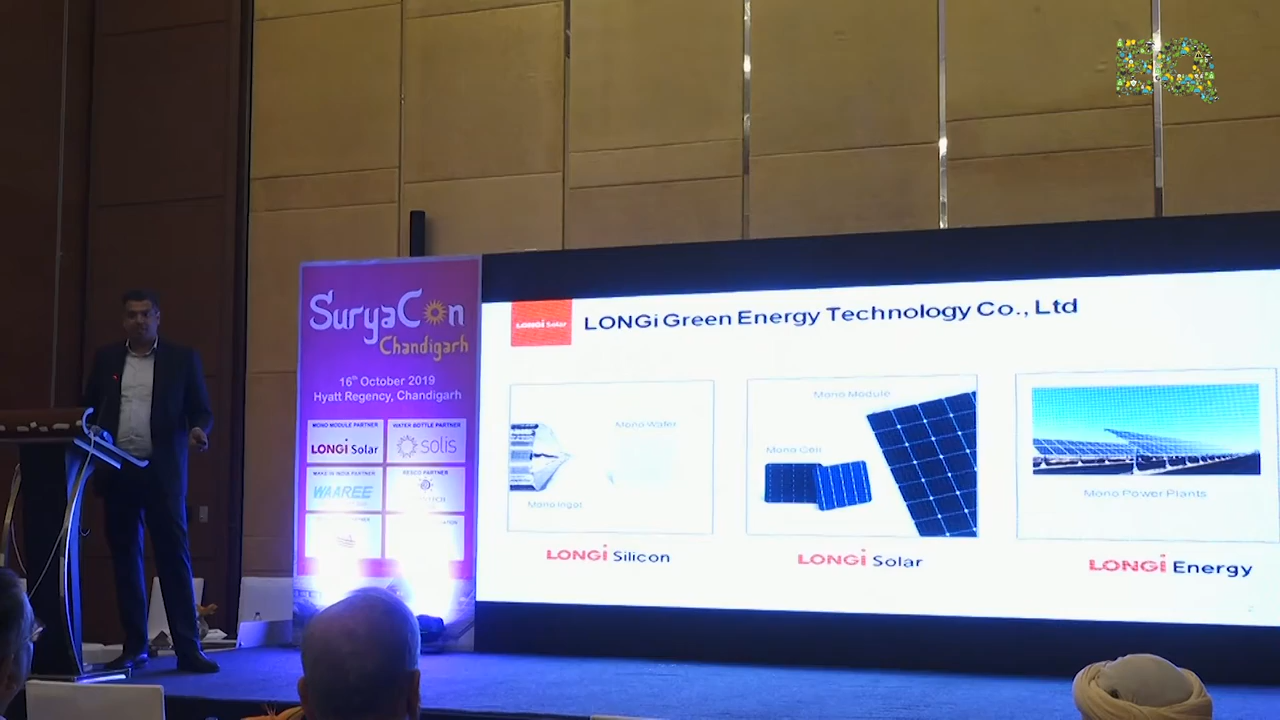 EQ
SuryaCon
Chandigarh
16th October 2019
Hyatt Regency, Chandigarh
MONO MODULE PARTNER
WATER BOTTLE PARTNER
LONGi Solar
solis
MAKE IN INDIA PARTNER
RESCO PARTNER
WAAREE
PARTNER
LONGi Solar
LONGi Green Energy Technology Co., Ltd
Mono Wafer
Mono Ingot
LONGi Silicon
Mono Module
Mono Cell
LONGi Solar
Mono Power Plants
LONGi Energy